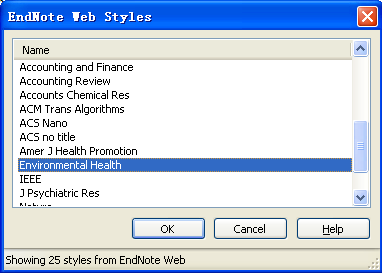 EndNote Web Styles
Name
Accounting and Finance
Accounting Review
Accounts Chemical Res
ACM Trans Algorithms
ACS Nano
ACS no title
Amer J Health Promotion
Environmental Health
IEEE
J Psychiatric Res
OK
Cancel
Help
Showing 25 styles from EndNote Web